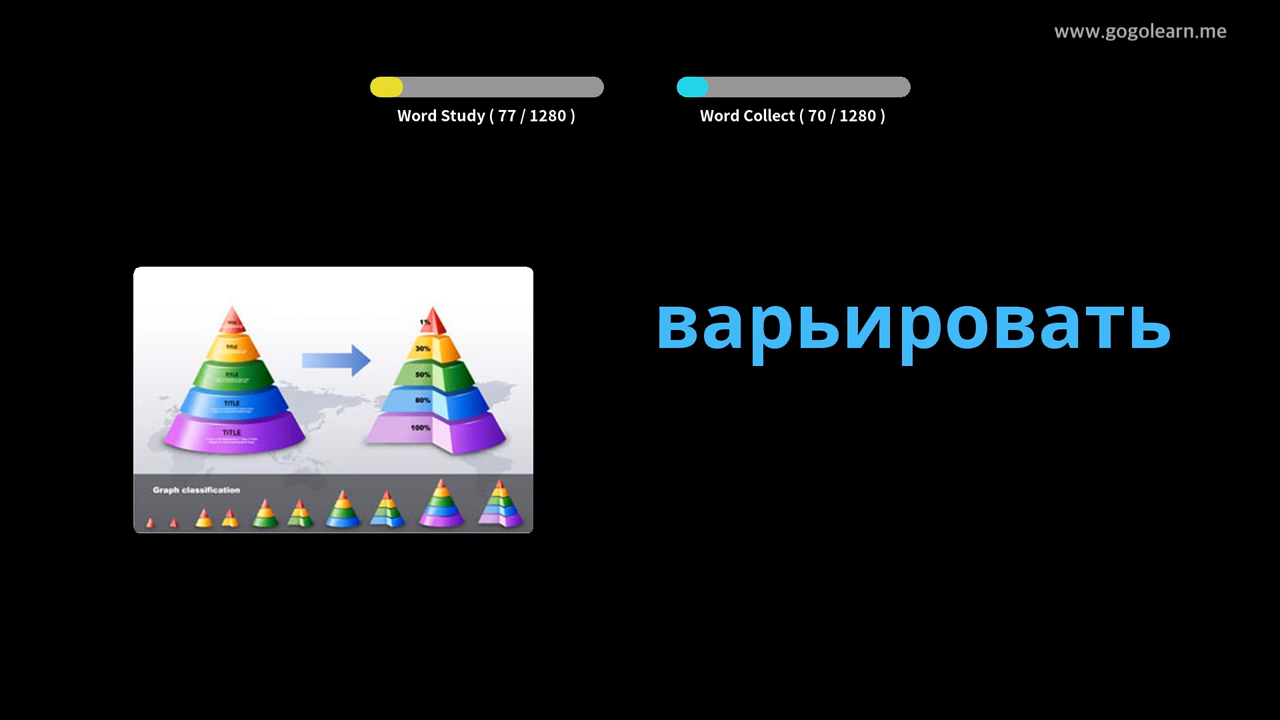 www.gogolearn.me
Word Study ( 77 / 1280 )
Word Collect ( 70 / 1280 )
варьировать
TITLE
TITLE
TITLE
TITLE
1%
30%
50%
80%
100%
Graph classification